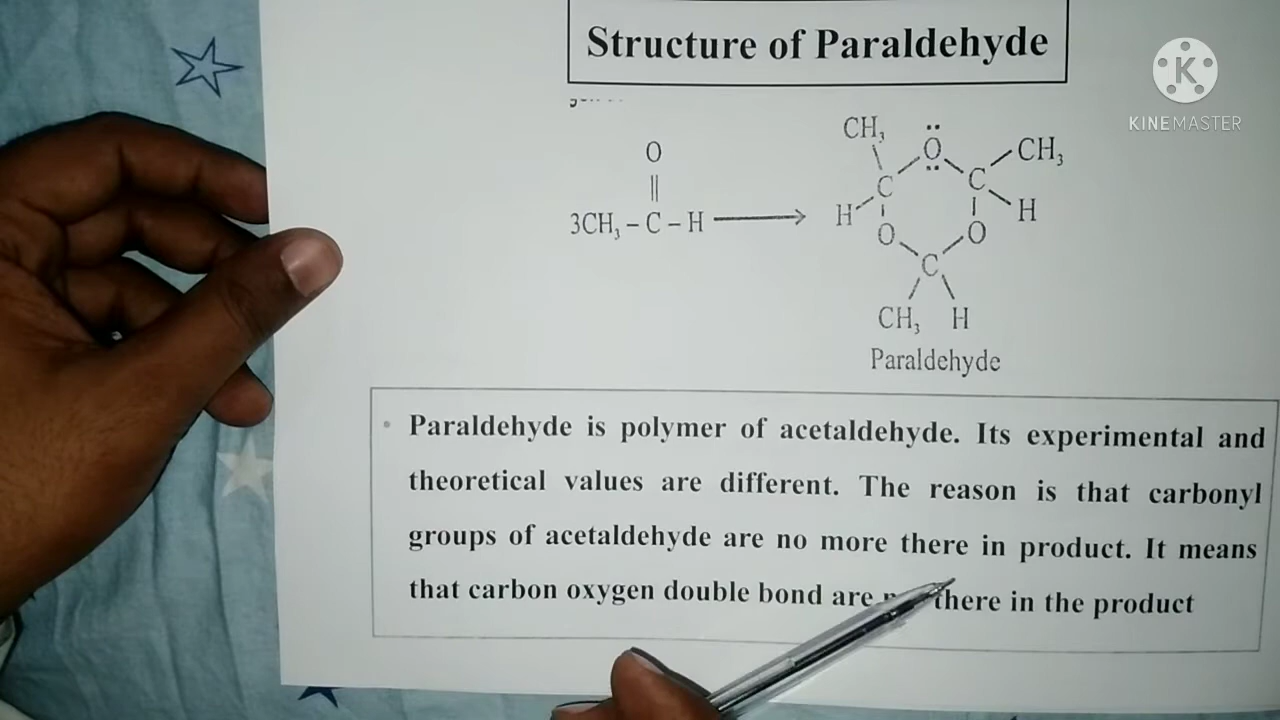 Structure of Paraldehyde
K
KINEMASTER
O
||
3CH₃ – C – H
CH₃ O CH₃
C C
H H
O O
C
CH₃ H
Paraldehyde
• Paraldehyde is polymer of acetaldehyde. Its experimental and
theoretical values are different. The reason is that carbonyl
groups of acetaldehyde are no more there in product. It means
that carbon oxygen double bond are there in the product